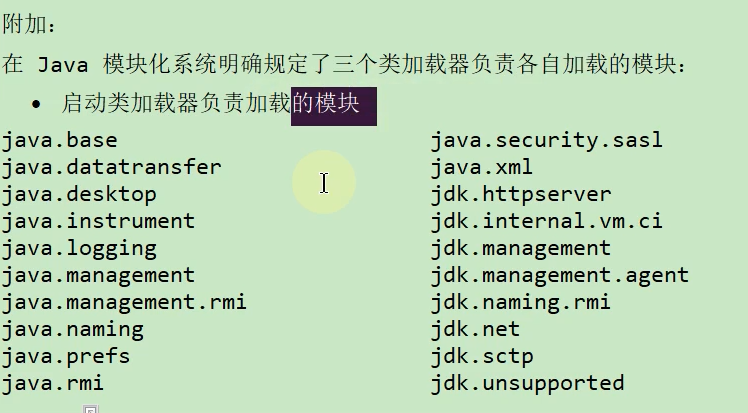 附加：
在 Java 模块化系统明确规定了三个类加载器负责各自加载的模块：
● 启动类加载器负责加载的模块
java.base java.security.sasl
java.datatransfer java.xml
java.desktop jdk.httpserver
java.instrument jdk.internal.vm.ci
java.logging jdk.management
java.management jdk.management.agent
java.management.rmi jdk.naming.rmi
java.naming jdk.net
java.prefs jdk.sctp
java.rmi jdk.unsupported